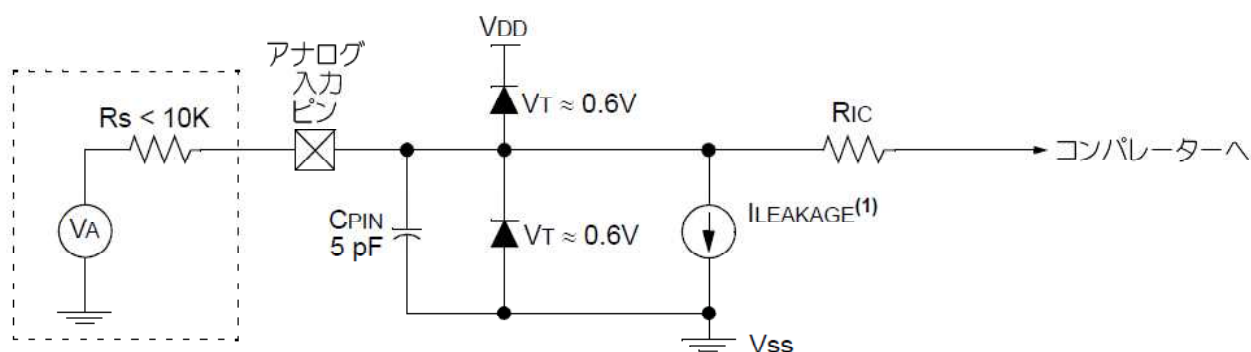 VDD
アナログ
入力
ピン
Rs < 10K
VT ≈ 0.6V
RIC
コンパレーターへ
VA
CPIN
5 pF
VT ≈ 0.6V
ILEAKAGE(1)
Vss